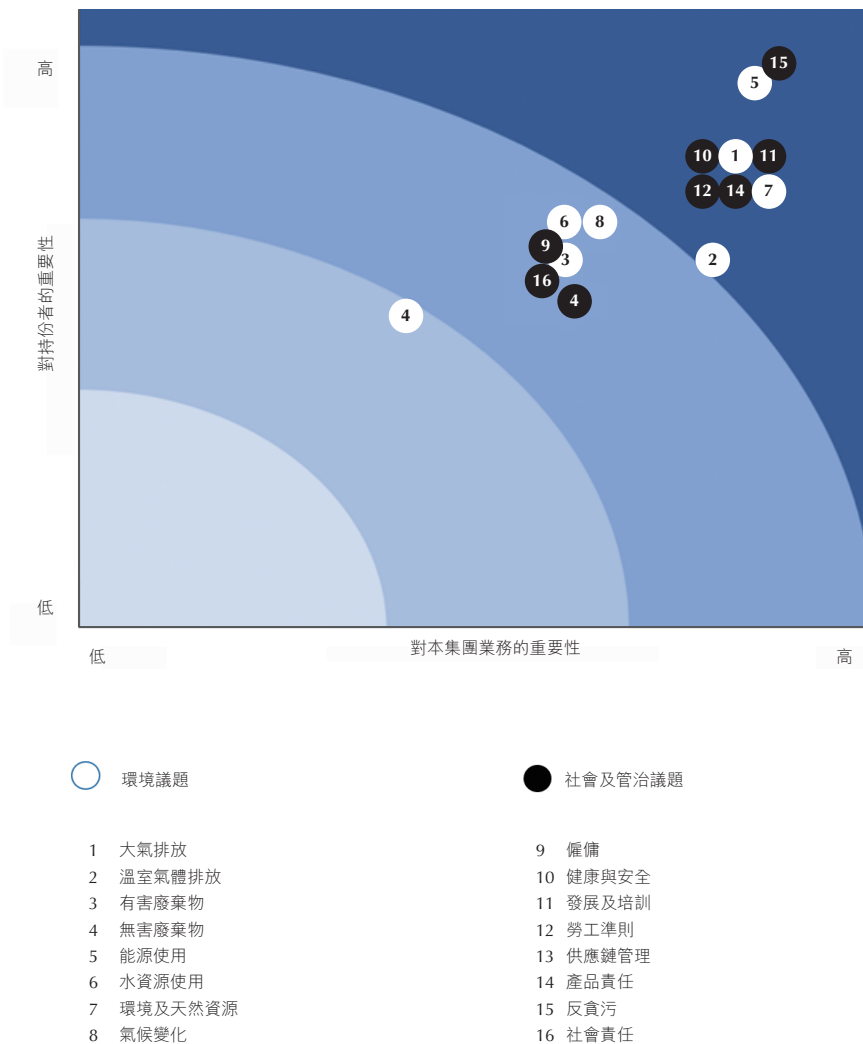 高
15
5
10 1 11
12 14 7
6 8
9
3
2
16
4
4
對持份者的重要性
低
低
對本集團業務的重要性
高
環境議題
社會及管治議題
1 大氣排放
2 溫室氣體排放
3 有害廢棄物
4 無害廢棄物
5 能源使用
6 水資源使用
7 環境及天然資源
8 氣候變化
9 僱傭
10 健康與安全
11 發展及培訓
12 勞工準則
13 供應鏈管理
14 產品責任
15 反貪污
16 社會責任